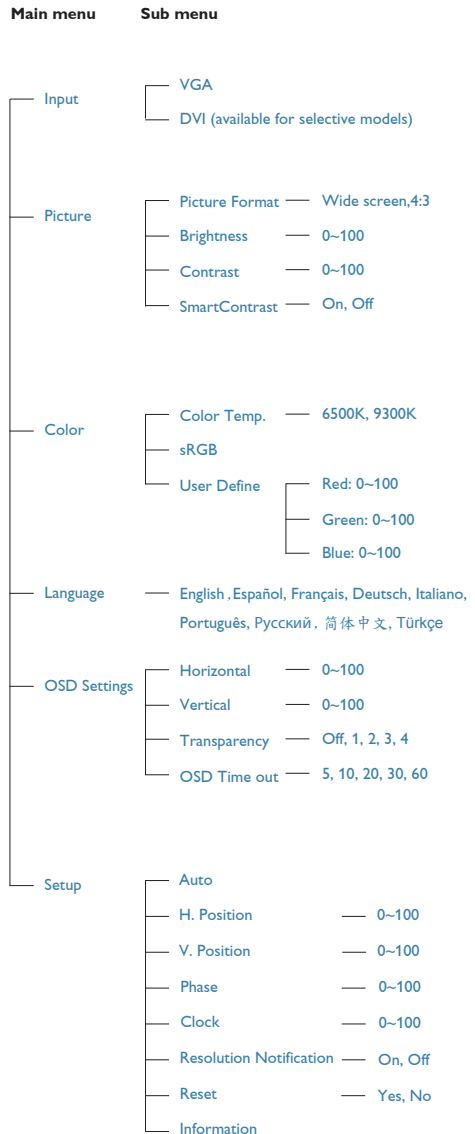 Main menu Sub menu
Input
VGA
DVI (available for selective models)
Picture
Picture Format Wide screen,4:3
Brightness 0~100
Contrast 0~100
SmartContrast On, Off
Color
Color Temp. 6500K, 9300K
sRGB
User Define Red: 0~100
Green: 0~100
Blue: 0~100
Language English ,Español, Français, Deutsch, Italiano,
Português, Русский, 简体中文, Türkçe
OSD Settings
Horizontal 0~100
Vertical 0~100
Transparency Off, 1, 2, 3, 4
OSD Time out 5, 10, 20, 30, 60
Setup
Auto
H. Position 0~100
V. Position 0~100
Phase 0~100
Clock 0~100
Resolution Notification On, Off
Reset Yes, No
Information